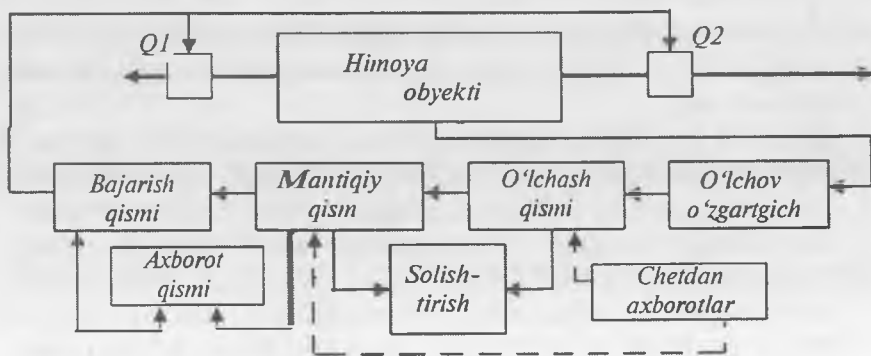 Q1
Q2
Himoya
obyekti
Bajarish
qismi
Mantiqiy
qism
O‘lchash
qismi
O‘lchov
o‘zgartgich
Axborot
qismi
Solish-
tirish
Chetdan
axborotlar